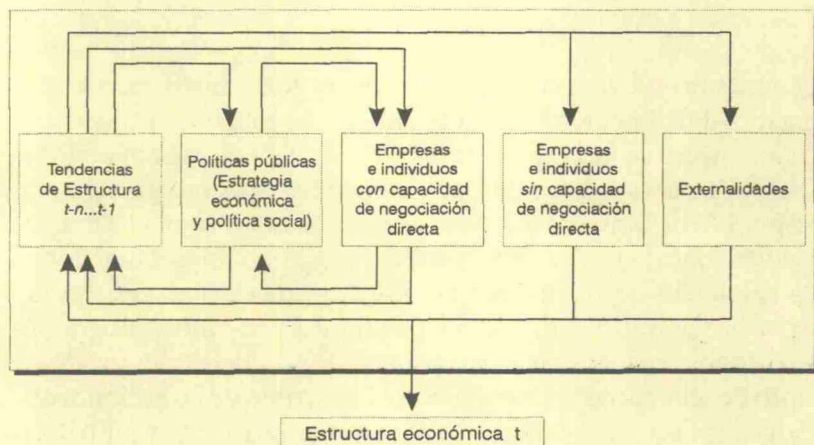 Tendencias
de Estructura
t-n...t-1
Políticas públicas
(Estrategia
económica
y política social)
Empresas
e individuos
con capacidad
de negociación
directa
Empresas
e individuos
sin capacidad
de negociación
directa
Externalidades
Estructura económica t